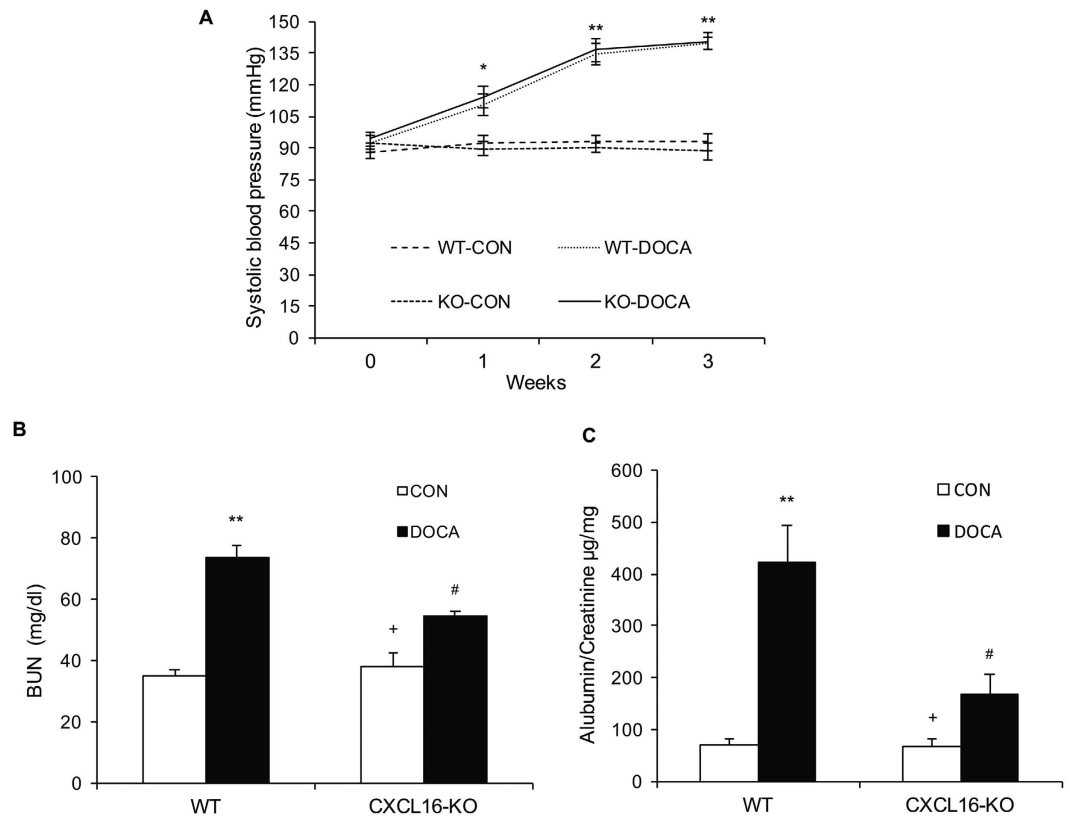 A
Systolic blood pressure (mmHg)
150
135
120
105
90
75
60
45
30
15
0
*
**
**
WT-CON
WT-DOCA
KO-CON
KO-DOCA
0 1 2 3
Weeks
B
BUN (mg/dl)
100
80
60
40
20
0
CON
DOCA
**
+
#
WT CXCL16-KO
C
Alubumin/Creatinine µg/mg
600
500
400
300
200
100
0
CON
DOCA
**
+
#
WT CXCL16-KO